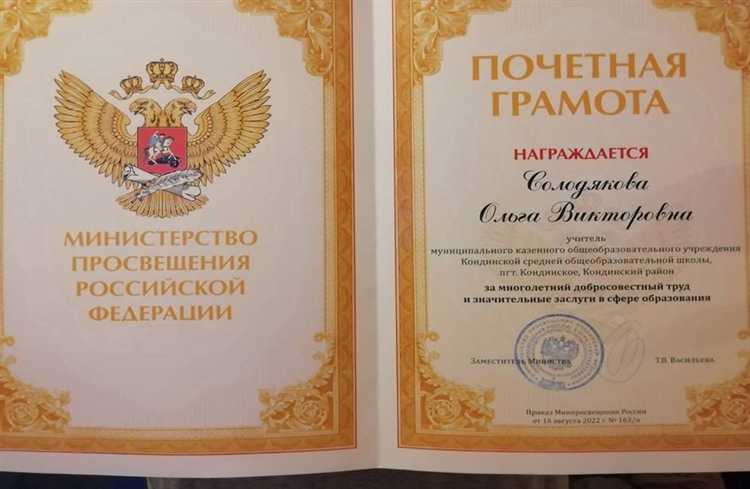 МИНИСТЕРСТВО
ПРОСВЕЩЕНИЯ
РОССИЙСКОЙ
ФЕДЕРАЦИИ
ПОЧЕТНАЯ
ГРАМОТА
НАГРАЖДАЕТСЯ
Солодякова
Ольга Викторовна
учитель
муниципального казенного общеобразовательного учреждения
Кондинской средней общеобразовательной школы,
пгт. Кондинское, Кондинский район
за многолетний добросовестный труд
и значительные заслуги в сфере образования
Заместитель Министра Т.В. Васильева
Приказ Минпросвещения России
от 16 августа 2022 г. №